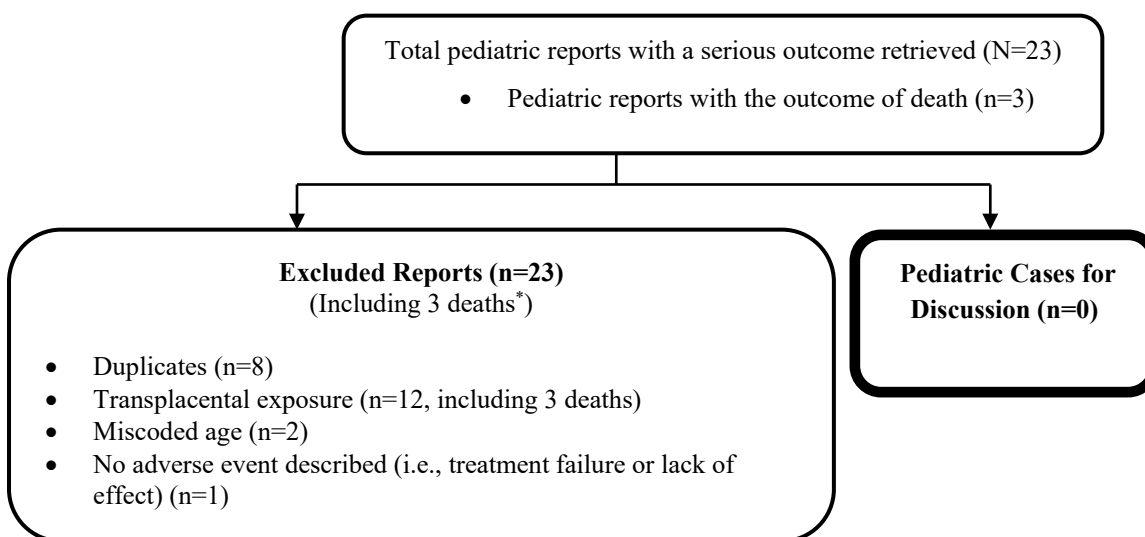 Total pediatric reports with a serious outcome retrieved (N=23)
• Pediatric reports with the outcome of death (n=3)
Excluded Reports (n=23)
(Including 3 deaths*)
• Duplicates (n=8)
• Transplacental exposure (n=12, including 3 deaths)
• Miscoded age (n=2)
• No adverse event described (i.e., treatment failure or lack of
effect) (n=1)
Pediatric Cases for
Discussion (n=0)